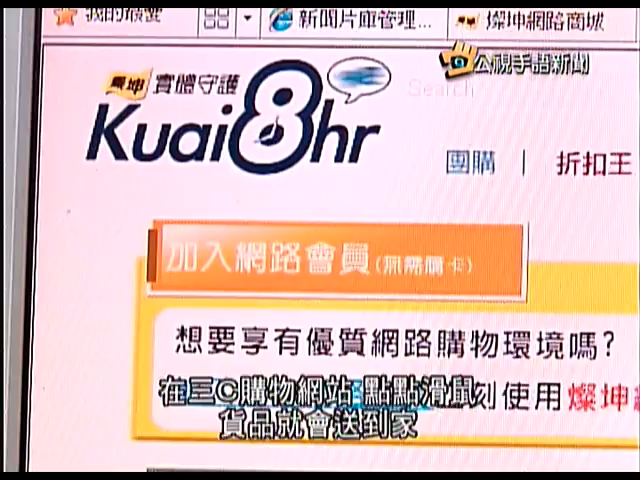 我的最愛
新聞片庫管理...
燦坤網路商城
公視手語新聞
燦坤 實體守護
Search
Kuai8hr
團購 | 折扣王
加入網路會員(無需購卡)
想要享有優質網路購物環境嗎?
刻使用燦坤
在三C購物網站 點點滑鼠
貨品就會送到家